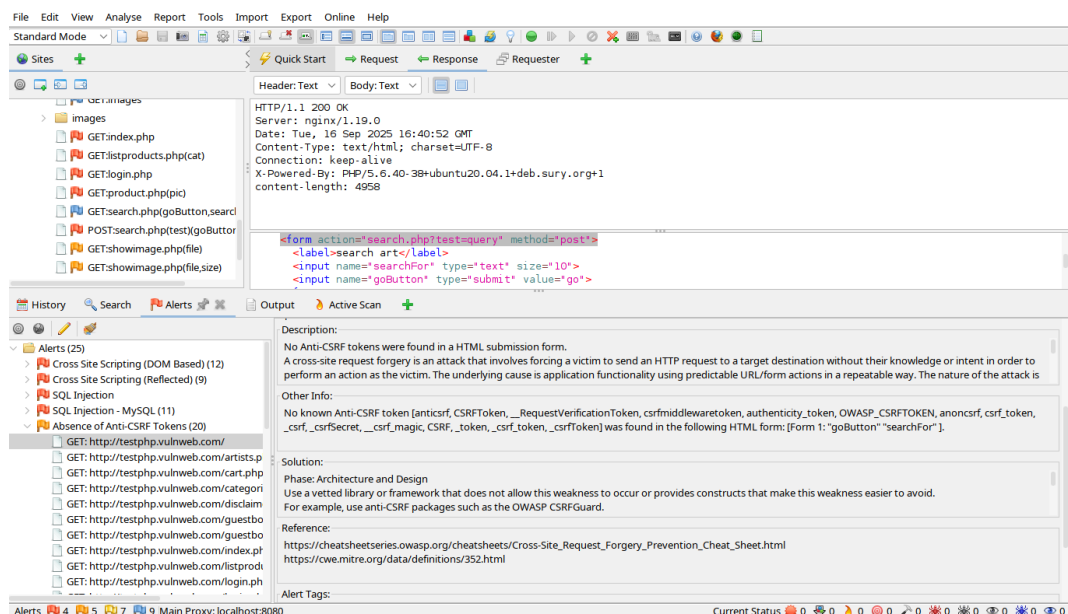 File Edit View Analyse Report Tools Import Export Online Help
Standard Mode
Sites
Quick Start Request Response Requester
Header: Text Body: Text
GET:images
images
GET:index.php
GET:listproducts.php(cat)
GET:login.php
GET:product.php(pic)
GET:search.php(goButton,searcl
POST:search.php(test)(goButtor
GET:showimage.php(file)
GET:showimage.php(file,size)
HTTP/1.1 200 OK
Server: nginx/1.19.0
Date: Tue, 16 Sep 2025 16:40:52 GMT
Content-Type: text/html; charset=UTF-8
Connection: keep-alive
X-Powered-By: PHP/5.6.40-38+ubuntu20.04.1+deb.sury.org+1
content-length: 4958
<form action="search.php?test=query" method="post">
<label>search art</label>
<input name="searchFor" type="text" size="10">
<input name="goButton" type="submit" value="go">
History Search Alerts Output Active Scan
Alerts (25)
Cross Site Scripting (DOM Based) (12)
Cross Site Scripting (Reflected) (9)
SQL Injection
SQL Injection - MySQL (11)
Absence of Anti-CSRF Tokens (20)
GET: http://testphp.vulnweb.com/
GET: http://testphp.vulnweb.com/artists.p
GET: http://testphp.vulnweb.com/cart.php
GET: http://testphp.vulnweb.com/categori
GET: http://testphp.vulnweb.com/disclaim
GET: http://testphp.vulnweb.com/guestbo
GET: http://testphp.vulnweb.com/guestbo
GET: http://testphp.vulnweb.com/index.ph
GET: http://testphp.vulnweb.com/listprodu
GET: http://testphp.vulnweb.com/login.ph
Description:
No Anti-CSRF tokens were found in a HTML submission form.
A cross-site request forgery is an attack that involves forcing a victim to send an HTTP request to a target destination without their knowledge or intent in order to
perform an action as the victim. The underlying cause is application functionality using predictable URL/form actions in a repeatable way. The nature of the attack is
Other Info:
No known Anti-CSRF token [anticsrf, CSRFToken, __RequestVerificationToken, csrfmiddlewaretoken, authenticity_token, OWASP_CSRFTOKEN, anoncsrf, csrf_token,
_csrf, _csrfSecret, __csrf_magic, CSRF, _token, _csrf_token, _csrfToken] was found in the following HTML form: [Form 1: "goButton" "searchFor" ].
Solution:
Phase: Architecture and Design
Use a vetted library or framework that does not allow this weakness to occur or provides constructs that make this weakness easier to avoid.
For example, use anti-CSRF packages such as the OWASP CSRFGuard.
Reference:
https://cheatsheetseries.owasp.org/cheatsheets/Cross-Site_Request_Forgery_Prevention_Cheat_Sheet.html
https://cwe.mitre.org/data/definitions/352.html
Alert Tags:
Alerts 4 5 7 9 Main Proxy: localhost:8080
Current Status 0 0 0 0 0 0 0 0 0 0